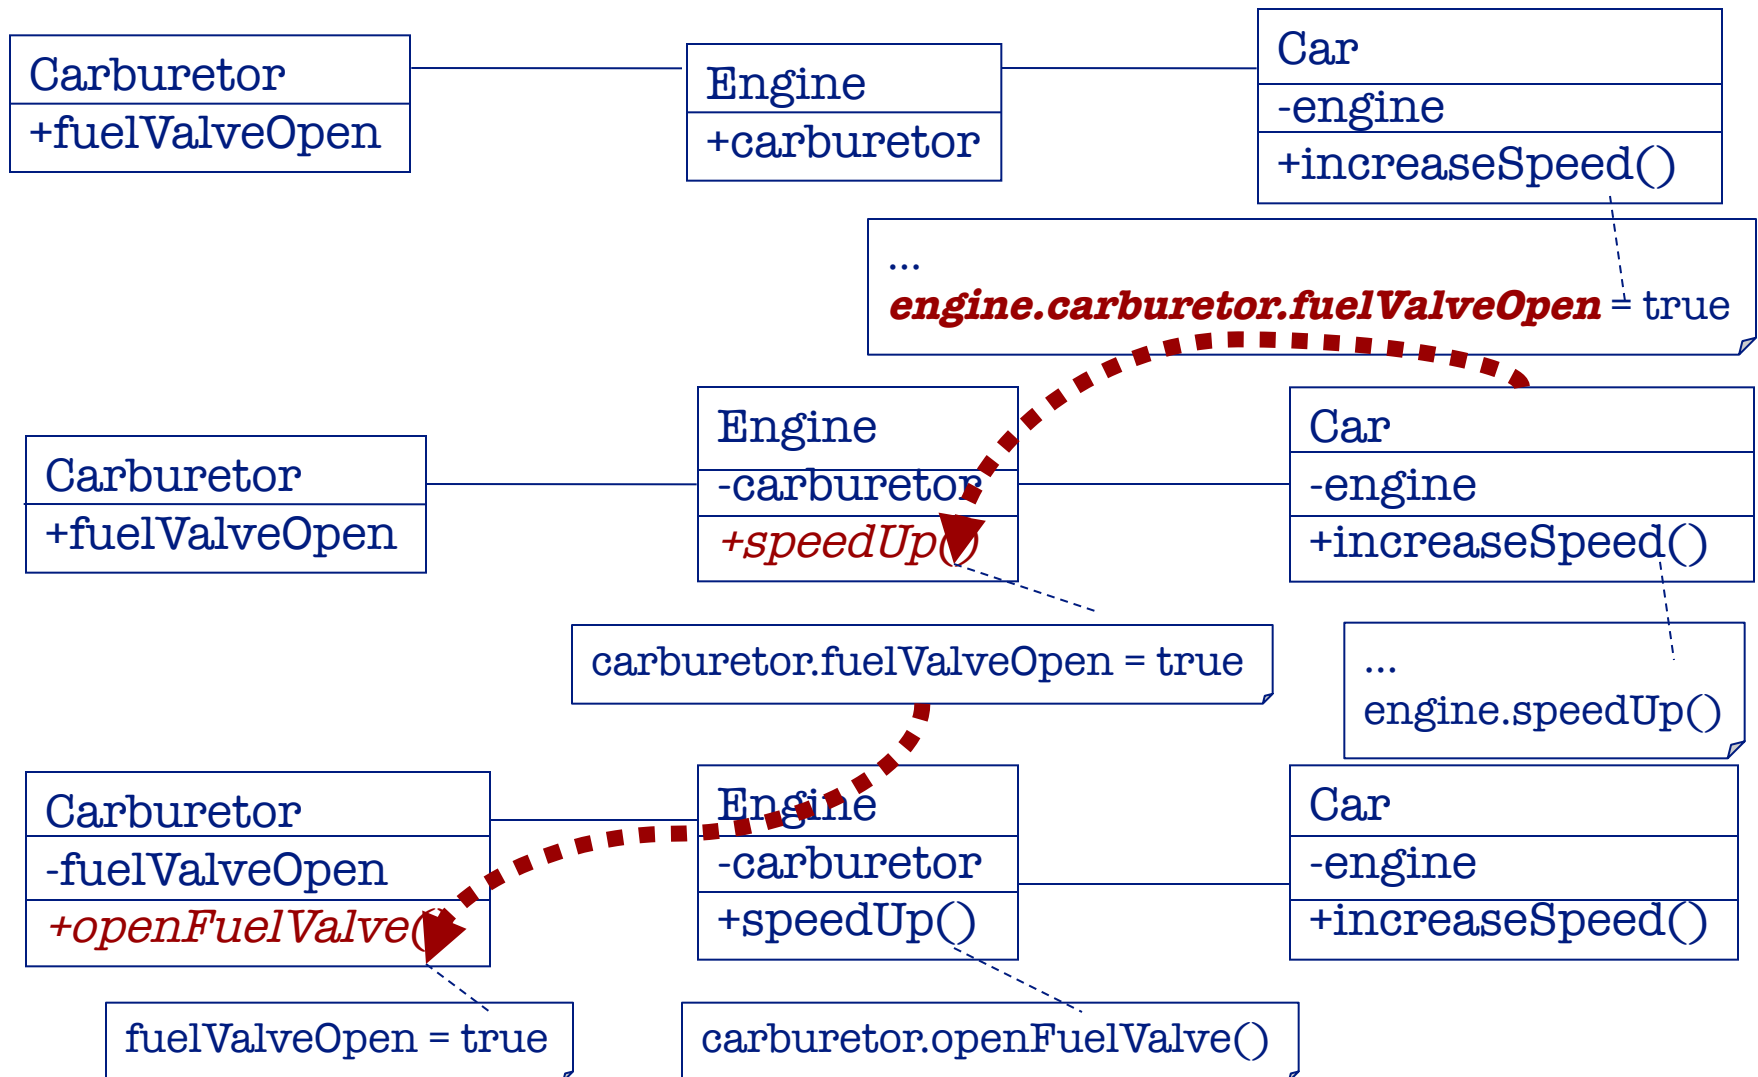 Carburetor
+fuelValveOpen
Engine
+carburetor
Car
-engine
+increaseSpeed()
...
engine.carburetor.fuelValveOpen = true
Carburetor
+fuelValveOpen
Engine
-carburetor
+speedUp()
Car
-engine
+increaseSpeed()
carburetor.fuelValveOpen = true
...
engine.speedUp()
Carburetor
-fuelValveOpen
+openFuelValve()
Engine
-carburetor
+speedUp()
Car
-engine
+increaseSpeed()
fuelValveOpen = true
carburetor.openFuelValve()